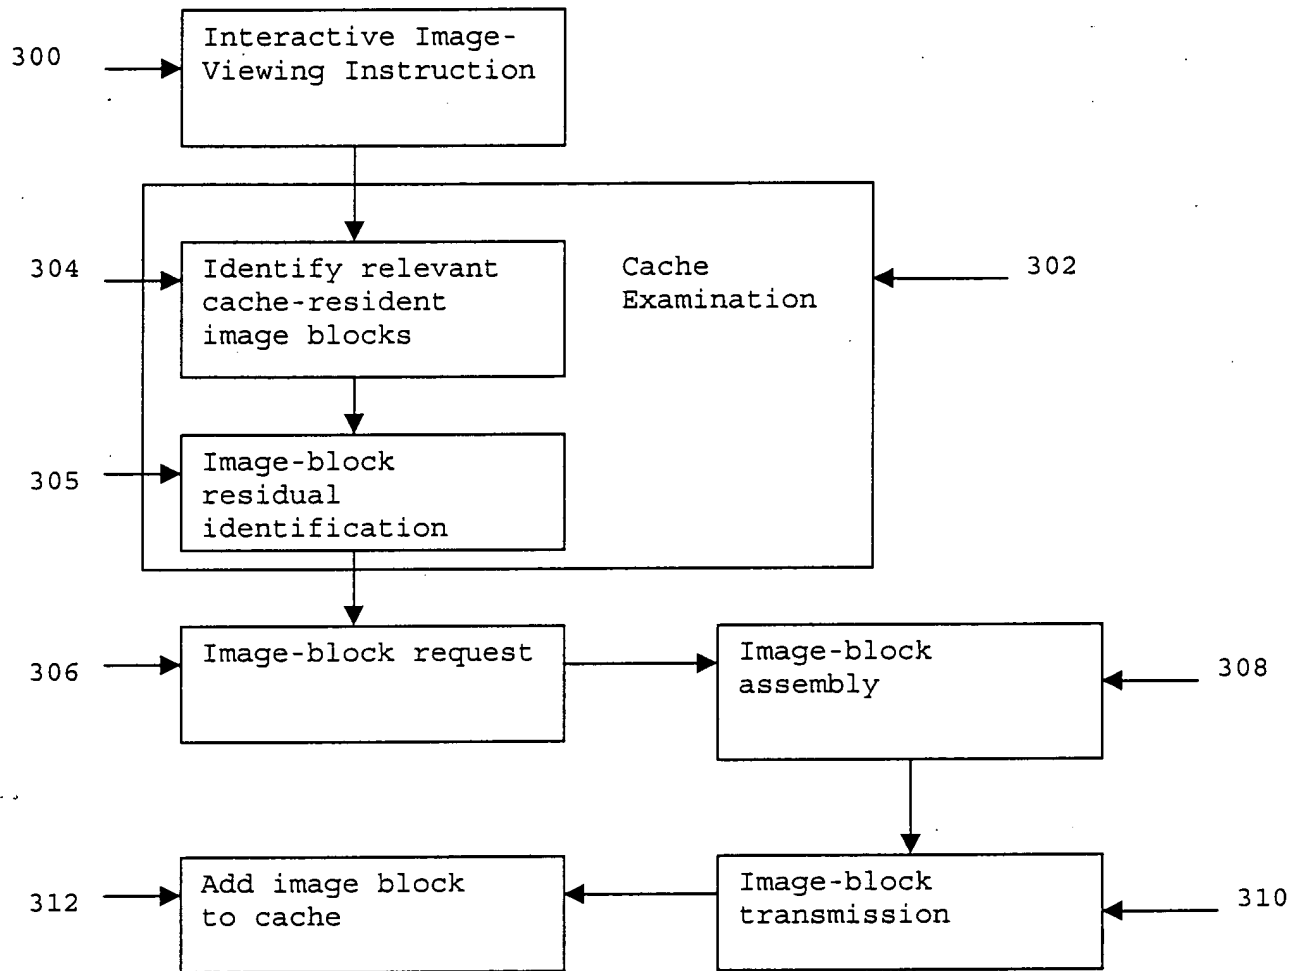 300
Interactive Image-
Viewing Instruction
304
Identify relevant
cache-resident
image blocks
Cache
Examination
302
305
Image-block
residual
identification
306
Image-block request
Image-block
assembly
308
312
Add image block
to cache
Image-block
transmission
310